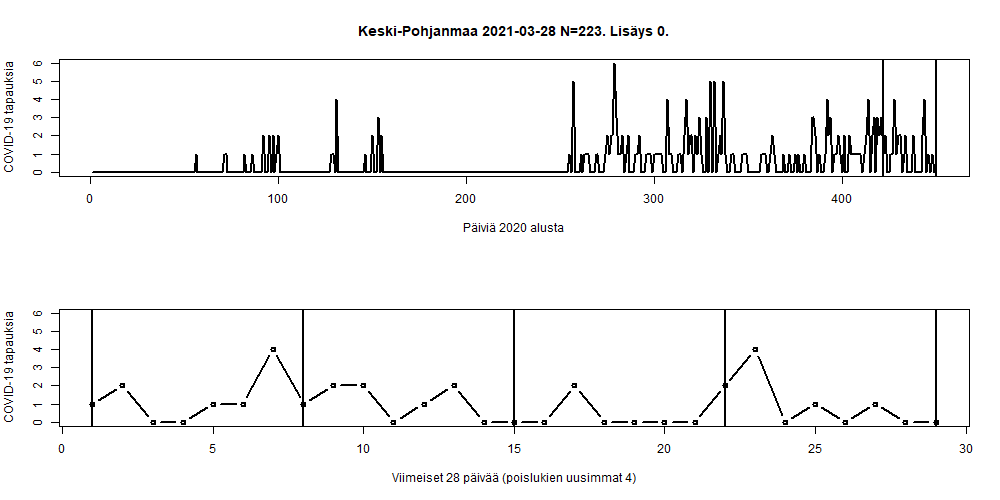 Keski-Pohjanmaa 2021-03-28 N=223. Lisäys 0.
COVID-19 tapauksia
6
5
4
3
2
1
0
0 100 200 300 400
Päiviä 2020 alusta
COVID-19 tapauksia
6
5
4
3
2
1
0
0 5 10 15 20 25 30
Viimeiset 28 päivää (poislukien uusimmat 4)